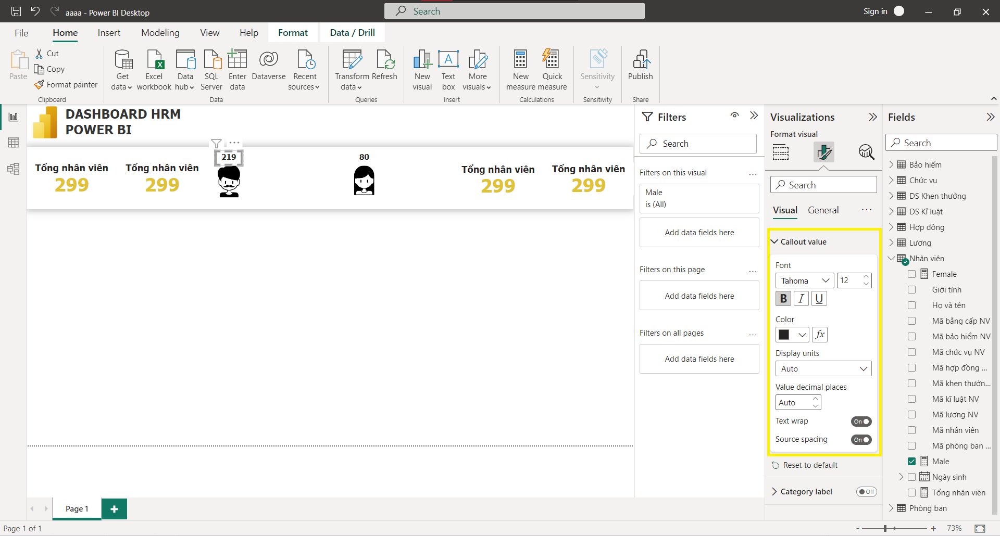 aaaa - Power BI Desktop
Search
Sign in
File
Home
Insert
Modeling
View
Help
Format
Data / Drill
Paste
Cut
Copy
Format painter
Clipboard
Get data
Excel workbook
Data hub
SQL Server
Enter data
Dataverse
Recent sources
Data
Transform data
Refresh
Queries
New visual
Text box
More visuals
Insert
New measure
Quick measure
Calculations
Sensitivity
Sensitivity
Publish
Share
DASHBOARD HRM
POWER BI
Tổng nhân viên
299
Tổng nhân viên
299
219
80
Tổng nhân viên
299
Tổng nhân viên
299
Filters
Search
Filters on this visual
...
Male
is (All)
Add data fields here
Filters on this page
...
Add data fields here
Filters on all pages
...
Add data fields here
Visualizations
Format visual
Search
Visual
General
...
Callout value
Font
Tahoma
12
B
I
U
Color
fx
Display units
Auto
Value decimal places
Auto
Text wrap
On
Source spacing
On
Reset to default
Category label
Off
Fields
Search
Bảo hiểm
Chức vụ
DS Khen thưởng
DS Kỉ luật
Hợp đồng
Lương
Nhân viên
Female
Giới tính
Họ và tên
Mã bằng cấp NV
Mã bảo hiểm NV
Mã chức vụ NV
Mã hợp đồng ...
Mã khen thưởn...
Mã kĩ luật NV
Mã lương NV
Mã nhân viên
Mã phòng ban ...
Male
Ngày sinh
Tổng nhân viên
Phòng ban
Page 1
+
Page 1 of 1
-
+
73%